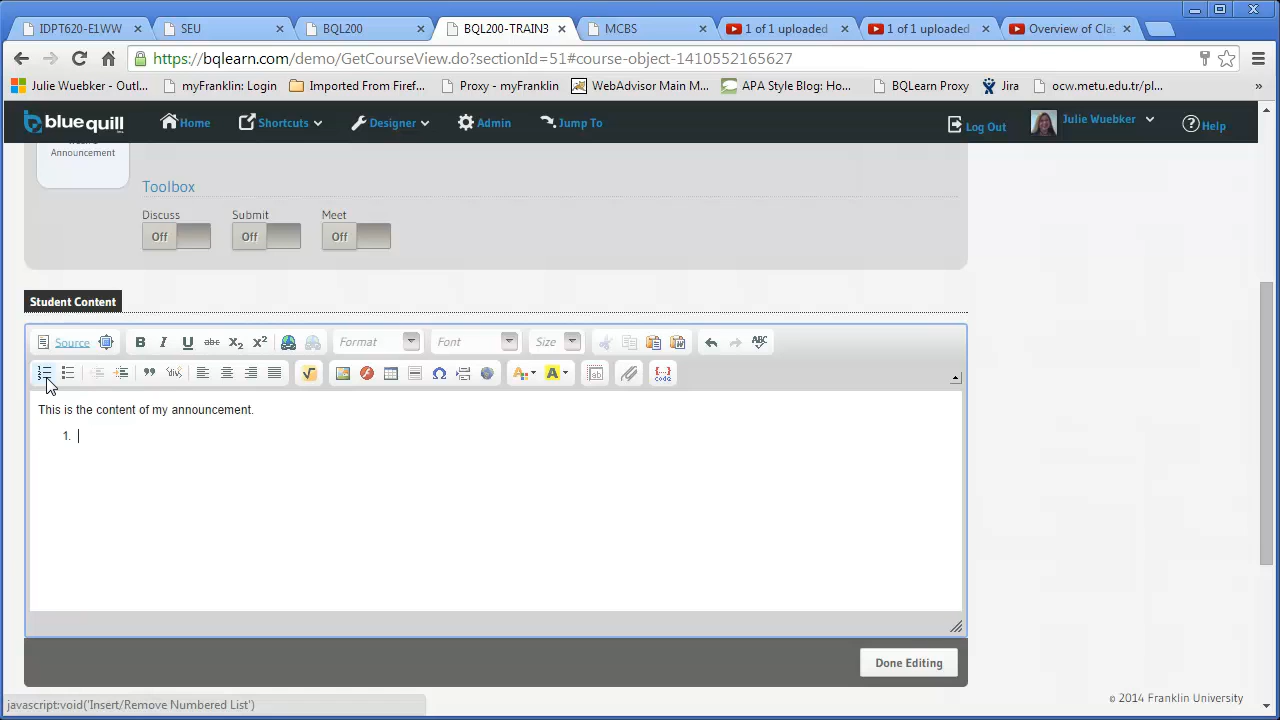 IDPT620-E1WW
SEU
BQL200
BQL200-TRAIN3
MCBS
1 of 1 uploaded
1 of 1 uploaded
Overview of Cla
https://bqlearn.com/demo/GetCourseView.do?sectionId=51#course-object-1410552165627
Julie Wuebker - Outl...
myFranklin: Login
Imported From Firef...
Proxy - myFranklin
WebAdvisor Main M...
APA Style Blog: Ho...
BQLearn Proxy
Jira
ocw.metu.edu.tr/pl...
»
bluequill
Home
Shortcuts
Designer
Admin
Jump To
Log Out
Julie Wuebker
Help
Announcement
Toolbox
Discuss
Submit
Meet
Off
Off
Off
Student Content
Source
B I U abc X₂ X²
Format
Font
Size
ABC
This is the content of my announcement.
1.
Done Editing
javascript:void('Insert/Remove Numbered List')
© 2014 Franklin University